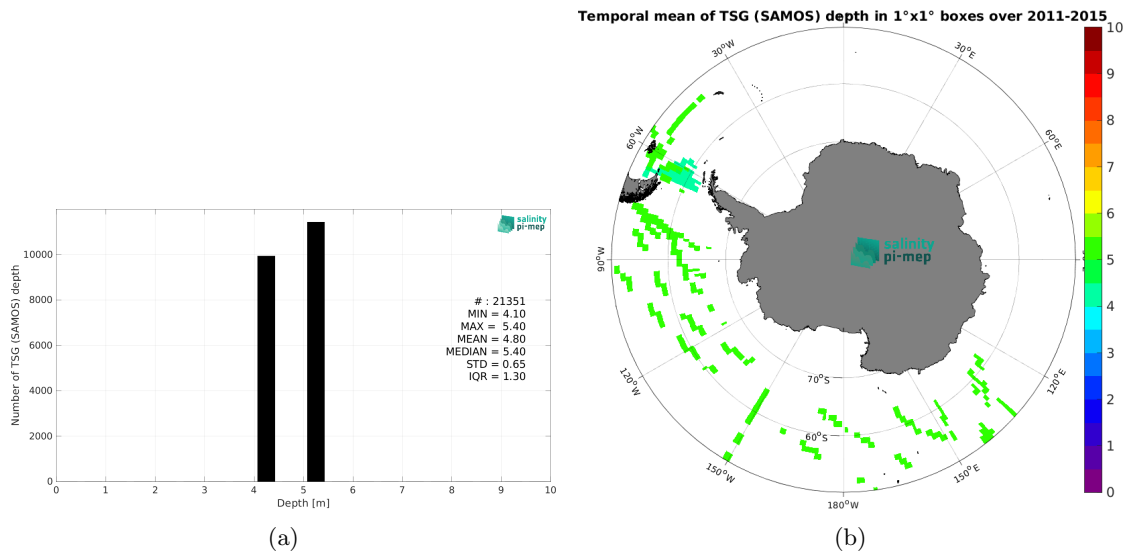 Temporal mean of TSG (SAMOS) depth in 1°x1° boxes over 2011-2015
salinity
pi-mep
Number of TSG (SAMOS) depth
10000
8000
6000
4000
2000
0
# : 21351
MIN = 4.10
MAX = 5.40
MEAN = 4.80
MEDIAN = 5.40
STD = 0.65
IQR = 1.30
0 1 2 3 4 5 6 7 8 9 10
Depth [m]
(a)
30°W
30°E
60°W
60°E
90°W
salinity
pi-mep
120°W
120°E
70°S
60°S
150°W
150°E
180°W
10
9
8
7
6
5
4
3
2
1
0
(b)